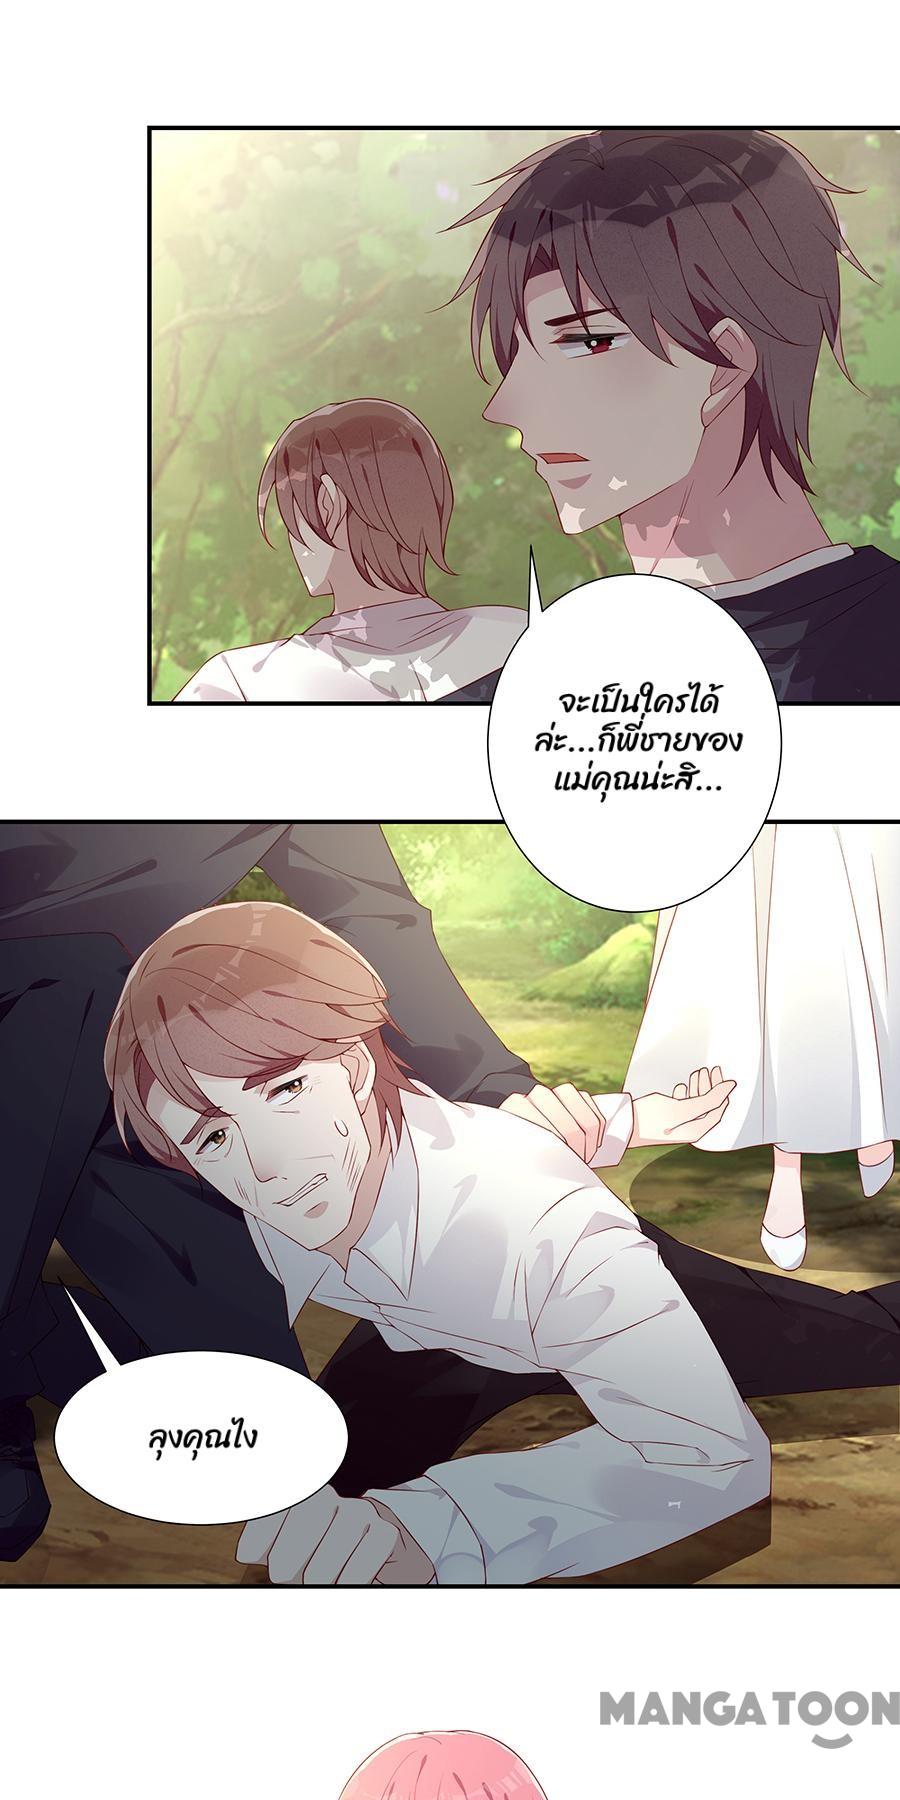 จะเป็นใครได้
ล่ะ...ก็พี่ชายของ
แม่คุณน่ะสิ...
ลุงคุณไง
MANGATOON